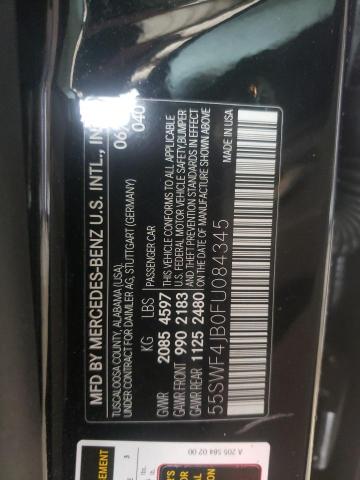 MFD BY MERCEDES-BENZ U.S. INTL., IN
TUSCALOOSA COUNTY, ALABAMA (USA)
UNDER CONTRACT FOR DAIMLER AG, STUTTGART (GERMANY)
06
040
KG LBS
PASSENGER CAR
GVWR 2085 4597
GAWR FRONT 990 2183
GAWR REAR 1125 2480
THIS VEHICLE CONFORMS TO ALL APPLICABLE
U.S. FEDERAL MOTOR VEHICLE SAFETY, BUMPER
AND THEFT PREVENTION STANDARDS IN EFFECT
ON THE DATE OF MANUFACTURE SHOWN ABOVE
55SWF4JB0FU084345
MADE IN USA
A 205 584 02 00